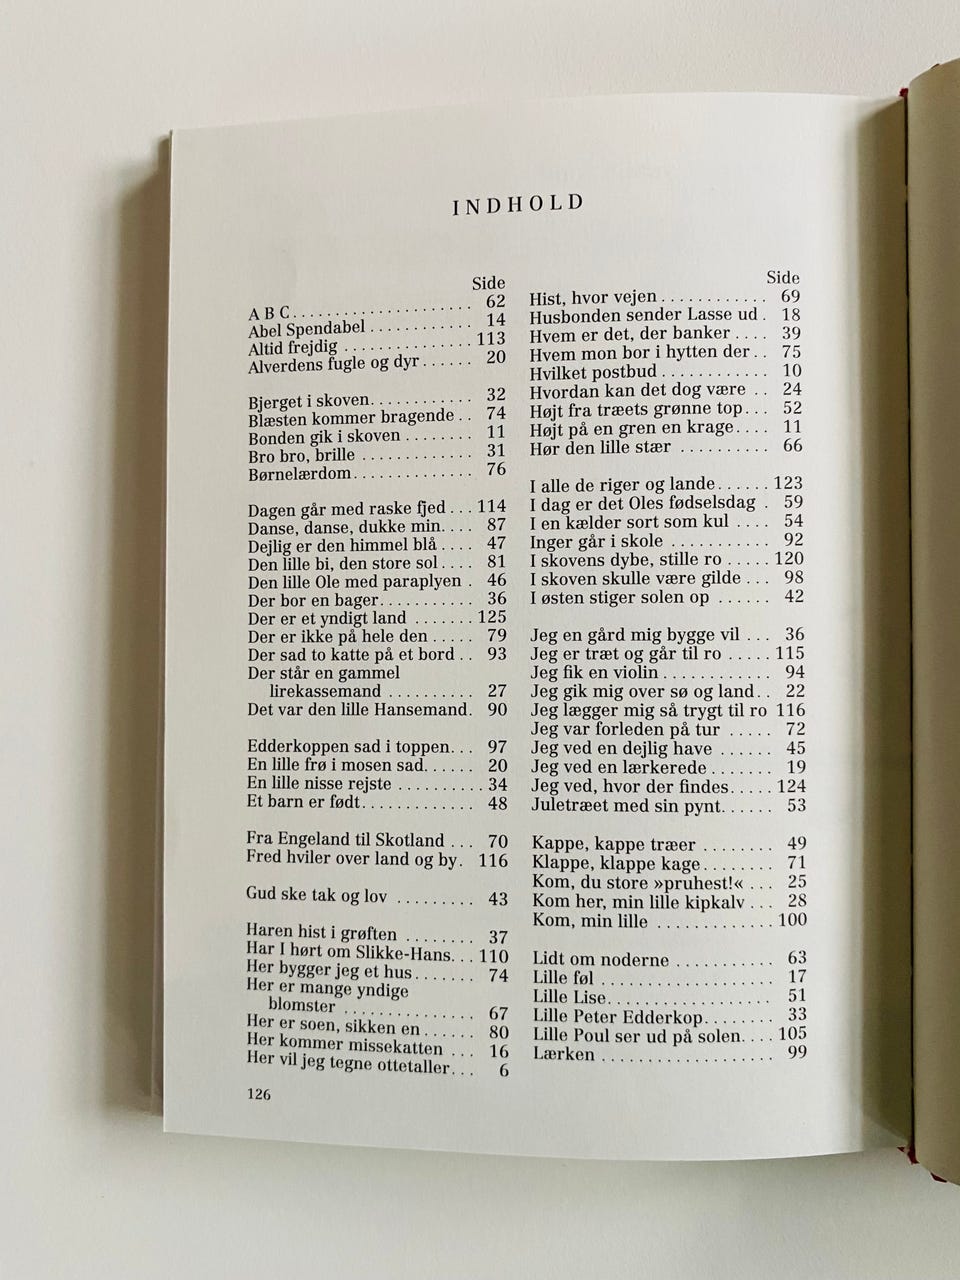 INDHOLD
Side
A B C..................... 62
Abel Spendabel ............ 14
Altid frejdig ............... 113
Alverdens fugle og dyr ...... 20
Bjerget i skoven............ 32
Blæsten kommer bragende .. 74
Bonden gik i skoven ........ 11
Bro bro, brille ............. 31
Børnelærdom.............. 76
Dagen går med raske fjed ... 114
Danse, danse, dukke min.... 87
Dejlig er den himmel blå .... 47
Den lille bi, den store sol.... 81
Den lille Ole med paraplyen . 46
Der bor en bager........... 36
Der er et yndigt land ....... 125
Der er ikke på hele den ..... 79
Der sad to katte på et bord .. 93
Der står en gammel
lirekassemand .......... 27
Det var den lille Hansemand. 90
Edderkoppen sad i toppen... 97
En lille frø i mosen sad...... 20
En lille nisse rejste .......... 34
Et barn er født............. 48
Fra Engeland til Skotland ... 70
Fred hviler over land og by. 116
Gud ske tak og lov ......... 43
Haren hist i grøften ........ 37
Har I hørt om Slikke-Hans... 110
Her bygger jeg et hus....... 74
Her er mange yndige
blomster ............... 67
Her er soen, sikken en ...... 80
Her kommer missekatten ... 16
Her vil jeg tegne ottetaller... 6
126
Side
Hist, hvor vejen ............ 69
Husbonden sender Lasse ud . 18
Hvem er det, der banker .... 39
Hvem mon bor i hytten der .. 75
Hvilket postbud ............ 10
Hvordan kan det dog være .. 24
Højt fra træets grønne top... 52
Højt på en gren en krage.... 11
Hør den lille stær .......... 66
I alle de riger og lande...... 123
I dag er det Oles fødselsdag . 59
I en kælder sort som kul .... 54
Inger går i skole ........... 92
I skovens dybe, stille ro ..... 120
I skoven skulle være gilde ... 98
I østen stiger solen op ...... 42
Jeg en gård mig bygge vil ... 36
Jeg er træt og går til ro ..... 115
Jeg fik en violin ............ 94
Jeg gik mig over sø og land.. 22
Jeg lægger mig så trygt til ro 116
Jeg var forleden på tur ..... 72
Jeg ved en dejlig have ...... 45
Jeg ved en lærkerede ....... 19
Jeg ved, hvor der findes..... 124
Juletræet med sin pynt...... 53
Kappe, kappe træer ........ 49
Klappe, klappe kage........ 71
Kom, du store »pruhest!« ... 25
Kom her, min lille kipkalv ... 28
Kom, min lille ............. 100
Lidt om noderne ........... 63
Lille føl ................... 17
Lille Lise.................. 51
Lille Peter Edderkop........ 33
Lille Poul ser ud på solen.... 105
Lærken ................... 99